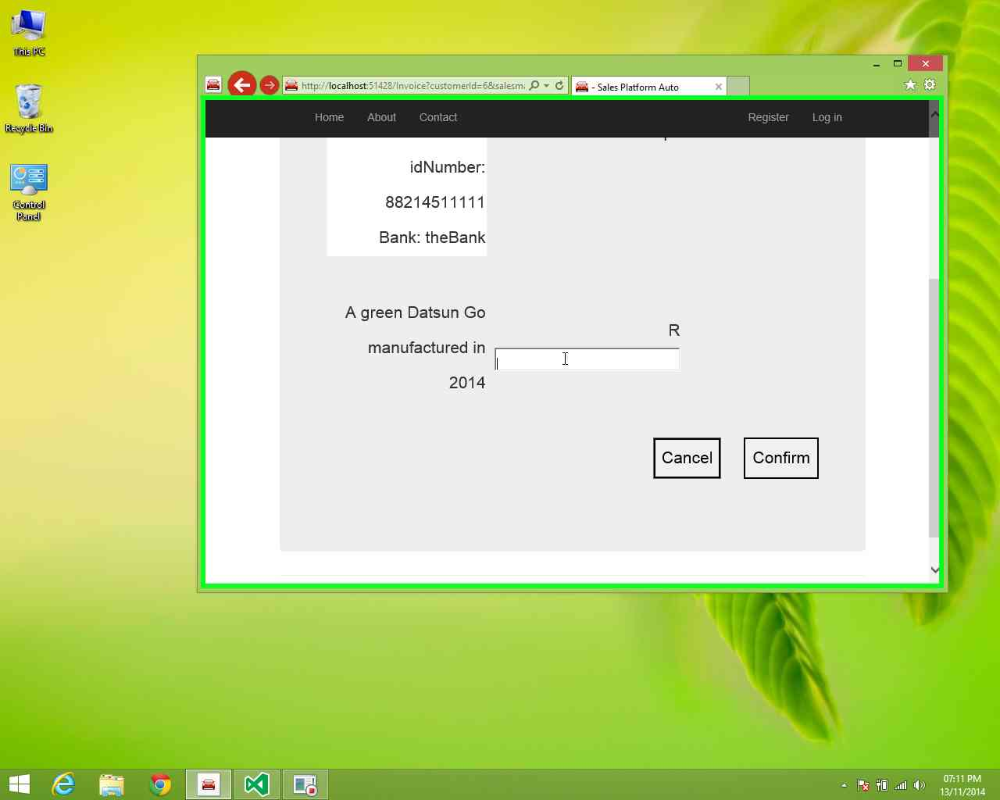 This PC
Recycle Bin
Control
Panel
http://localhost:51428/Invoice?customerId=6&salesm
- Sales Platform Auto
Home About Contact Register Log in
idNumber:
88214511111
Bank: theBank
A green Datsun Go
manufactured in
2014
R
Cancel Confirm
07:11 PM
13/11/2014